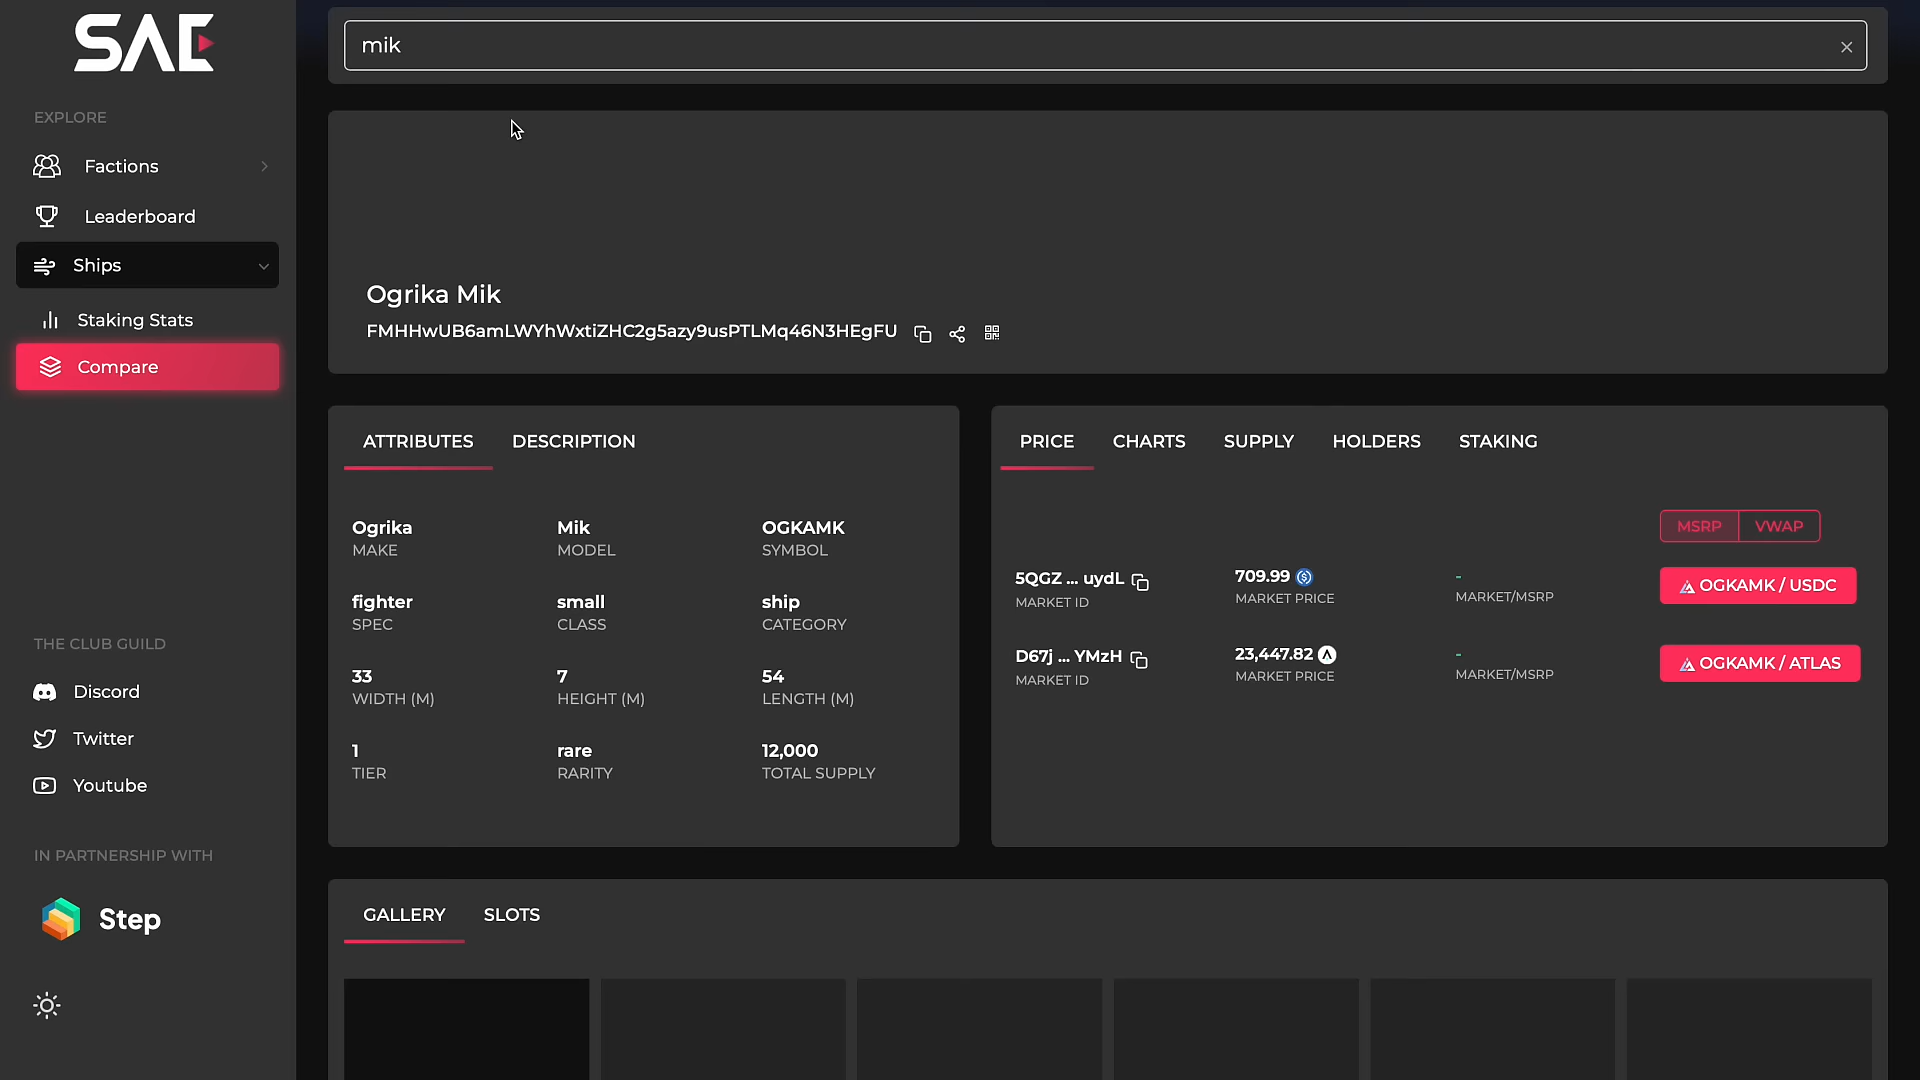 SAE
mik
EXPLORE
Factions
Leaderboard
Ships
Staking Stats
Compare
THE CLUB GUILD
Discord
Twitter
Youtube
IN PARTNERSHIP WITH
Step
Ogrika Mik
FMHHwUB6amLWYhWxtiZHC2g5azy9usPTLMq46N3HEgFU
ATTRIBUTES DESCRIPTION
Ogrika Mik OGKAMK
MAKE MODEL SYMBOL
fighter small ship
SPEC CLASS CATEGORY
33 7 54
WIDTH (M) HEIGHT (M) LENGTH (M)
1 rare 12,000
TIER RARITY TOTAL SUPPLY
PRICE CHARTS SUPPLY HOLDERS STAKING
MSRP VWAP
5QGZ ... uydL 709.99 - OGKAMK / USDC
MARKET ID MARKET PRICE MARKET/MSRP
D67j ... YMzH 23,447.82 - OGKAMK / ATLAS
MARKET ID MARKET PRICE MARKET/MSRP
GALLERY SLOTS